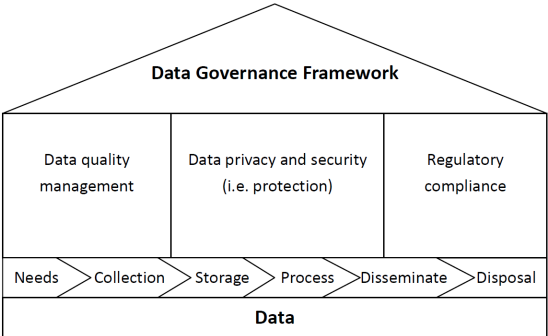 Data Governance Framework
Data quality
management
Data privacy and security
(i.e. protection)
Regulatory
compliance
Needs
Collection
Storage
Process
Disseminate
Disposal
Data